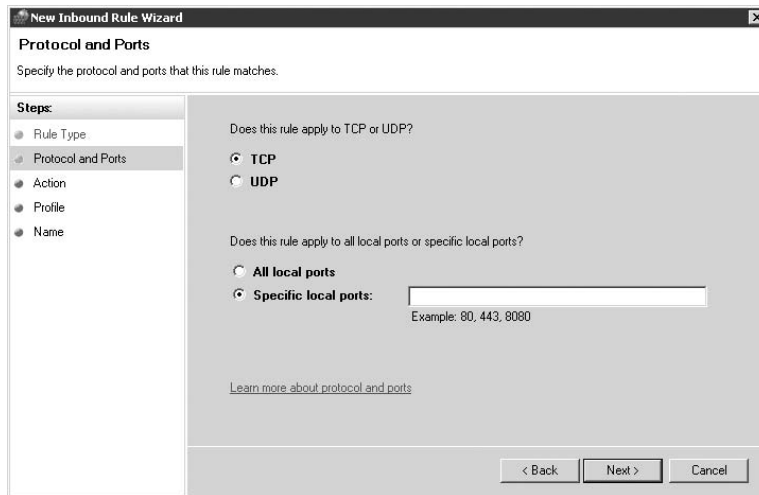 New Inbound Rule Wizard
Protocol and Ports
Specify the protocol and ports that this rule matches.
Steps:
Rule Type
Protocol and Ports
Action
Profile
Name
Does this rule apply to TCP or UDP?
TCP
UDP
Does this rule apply to all local ports or specific local ports?
All local ports
Specific local ports:
Example: 80, 443, 8080
Learn more about protocol and ports
< Back
Next >
Cancel